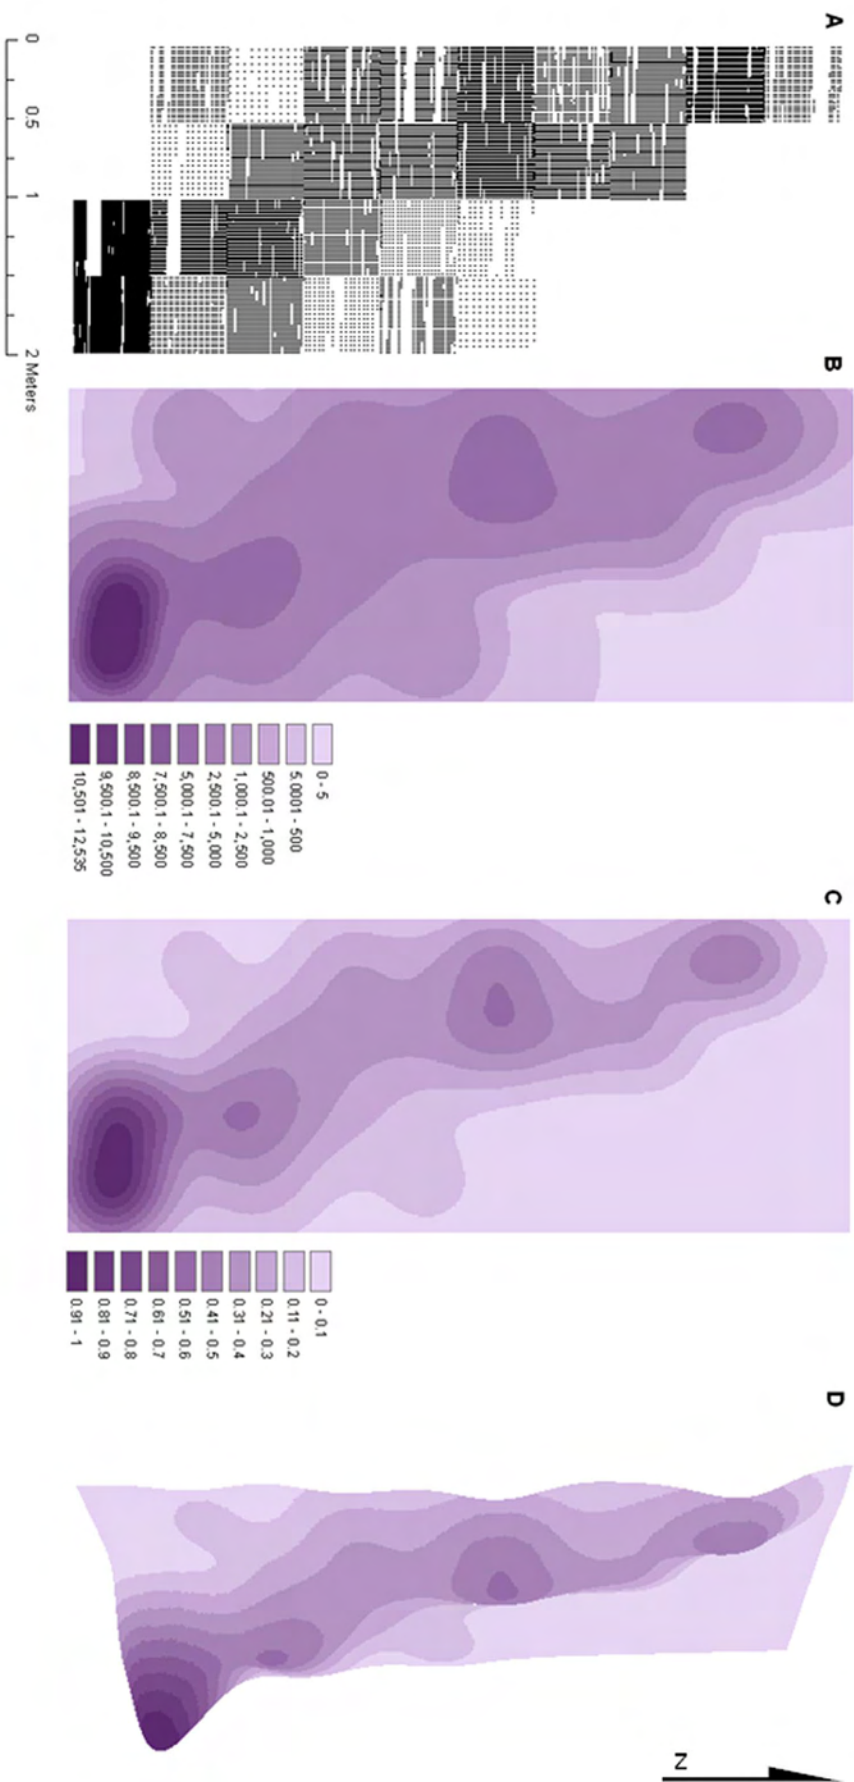 A
0 0.5 1 2 Meters
B
0 - 5
5.0001 - 500
500.01 - 1,000
1,000.1 - 2,500
2,500.1 - 5,000
5,000.1 - 7,500
7,500.1 - 8,500
8,500.1 - 9,500
9,500.1 - 10,500
10,501 - 12,535
C
0 - 0.1
0.11 - 0.2
0.21 - 0.3
0.31 - 0.4
0.41 - 0.5
0.51 - 0.6
0.61 - 0.7
0.71 - 0.8
0.81 - 0.9
0.91 - 1
D
N